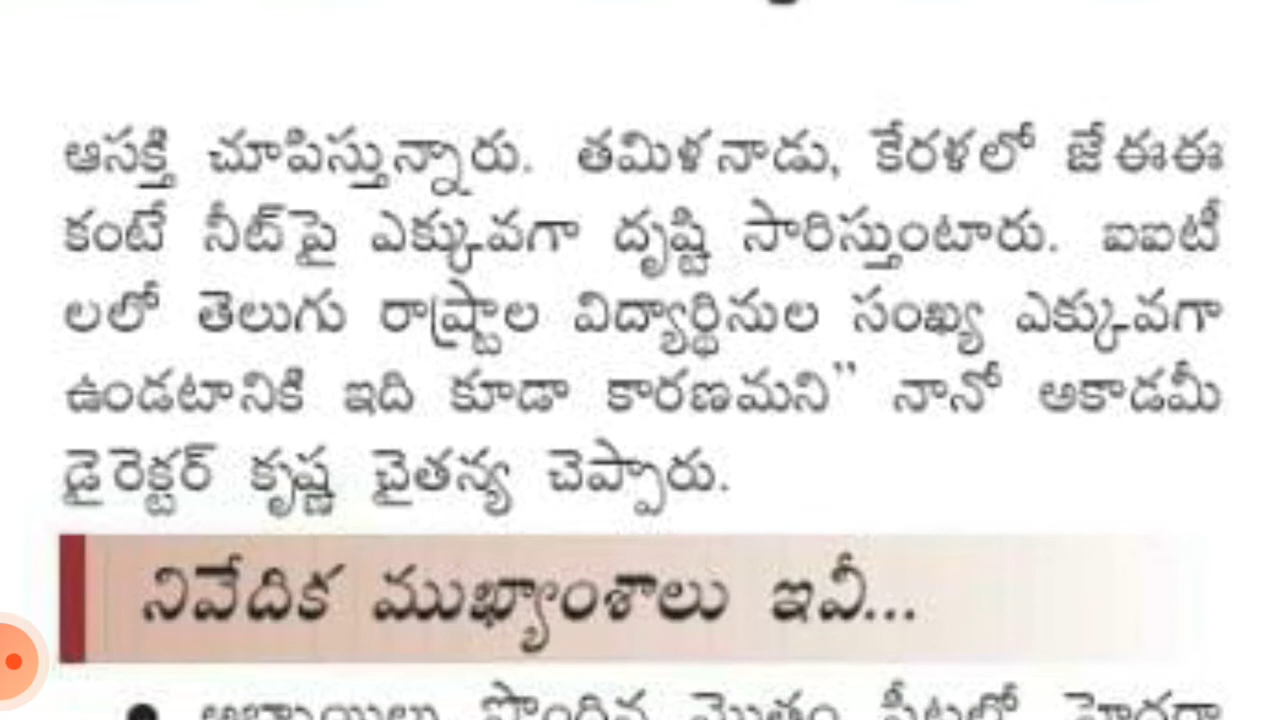 ఆసక్తి చూపిస్తున్నారు. తమిళనాడు, కేరళలో జేఈఈ
కంటే నీట్‌పై ఎక్కువగా దృష్టి సారిస్తుంటారు. ఐఐటీ
లలో తెలుగు రాష్ట్రాల విద్యార్థినుల సంఖ్య ఎక్కువగా
ఉండటానికి ఇది కూడా కారణమని'' నానో అకాడమీ
డైరెక్టర్ కృష్ణ చైతన్య చెప్పారు.
నివేదిక ముఖ్యాంశాలు ఇవీ...